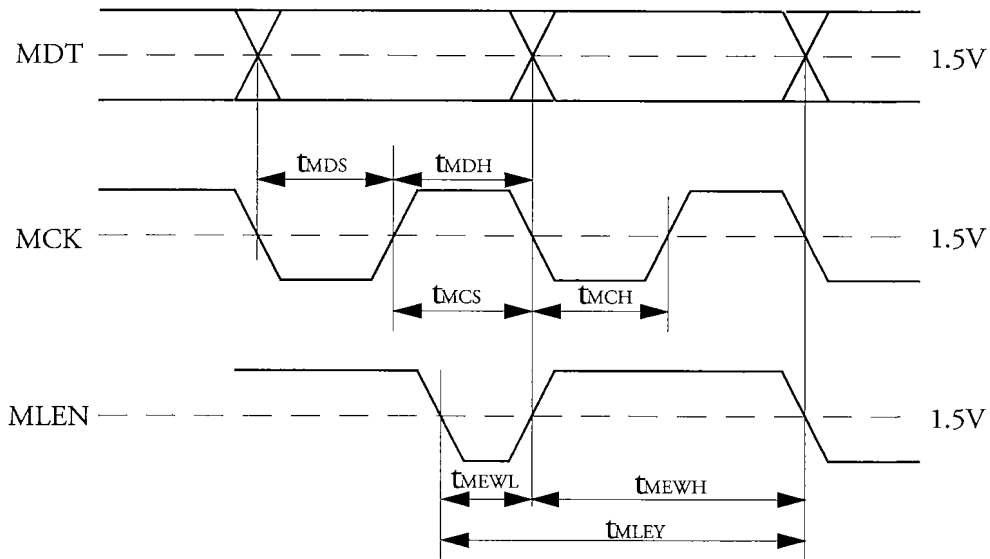 MDT 1.5V
tMDS tMDH
MCK 1.5V
tMCS tMCH
MLEN 1.5V
tMEWL tMEWH
tMLEY